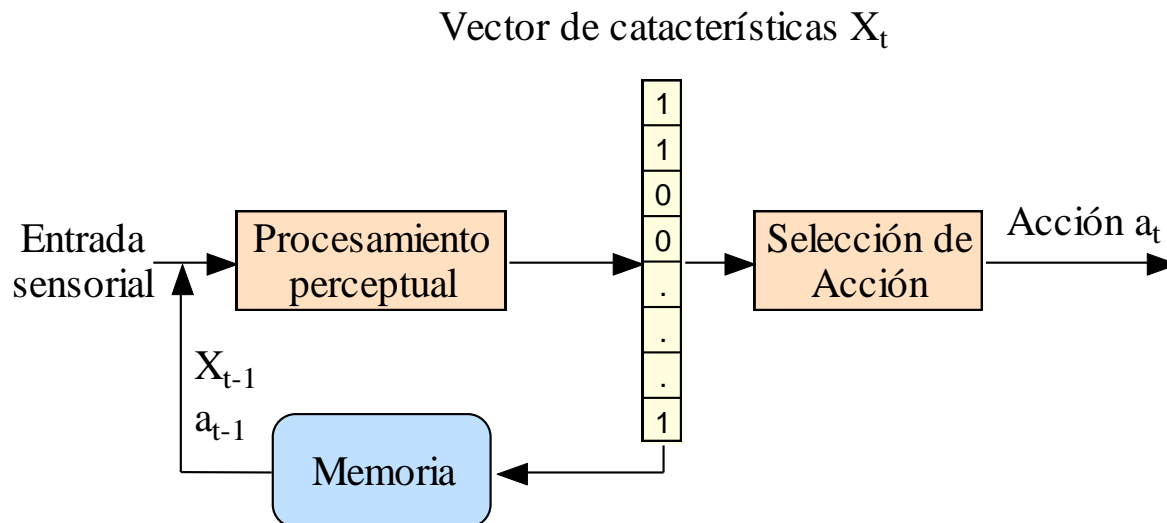 Vector de catacterísticas Xt
1
1
0
0
.
.
.
1
Entrada
sensorial
Procesamiento
perceptual
Selección de
Acción
Acción at
Xt-1
at-1
Memoria